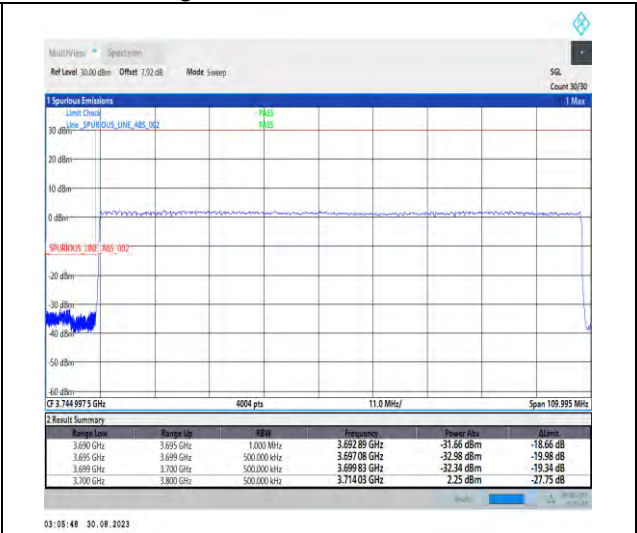 MultiView Spectrum
Ref Level 30.00 dBm Offset 7.92 dB Mode Sweep SGL
Count 30/30
1 Spurious Emissions 1 Max
Limit Check PASS
Line _SPURIOUS_LINE_ABS_002 PASS
30 dBm
20 dBm
10 dBm
0 dBm
_SPURIOUS_LINE_ABS_002
-20 dBm
-30 dBm
-40 dBm
-50 dBm
-60 dBm
CF 3.744 997 5 GHz 4004 pts 11.0 MHz/ Span 109.995 MHz
2 Result Summary
Range Low Range Up RBW Frequency Power Abs ΔLimit
3.690 GHz 3.695 GHz 1.000 MHz 3.692 89 GHz -31.66 dBm -18.66 dB
3.695 GHz 3.699 GHz 500.000 kHz 3.697 08 GHz -32.98 dBm -19.98 dB
3.699 GHz 3.700 GHz 500.000 kHz 3.699 83 GHz -32.34 dBm -19.34 dB
3.700 GHz 3.800 GHz 500.000 kHz 3.714 03 GHz 2.25 dBm -27.75 dB
03:05:48 30.08.2023